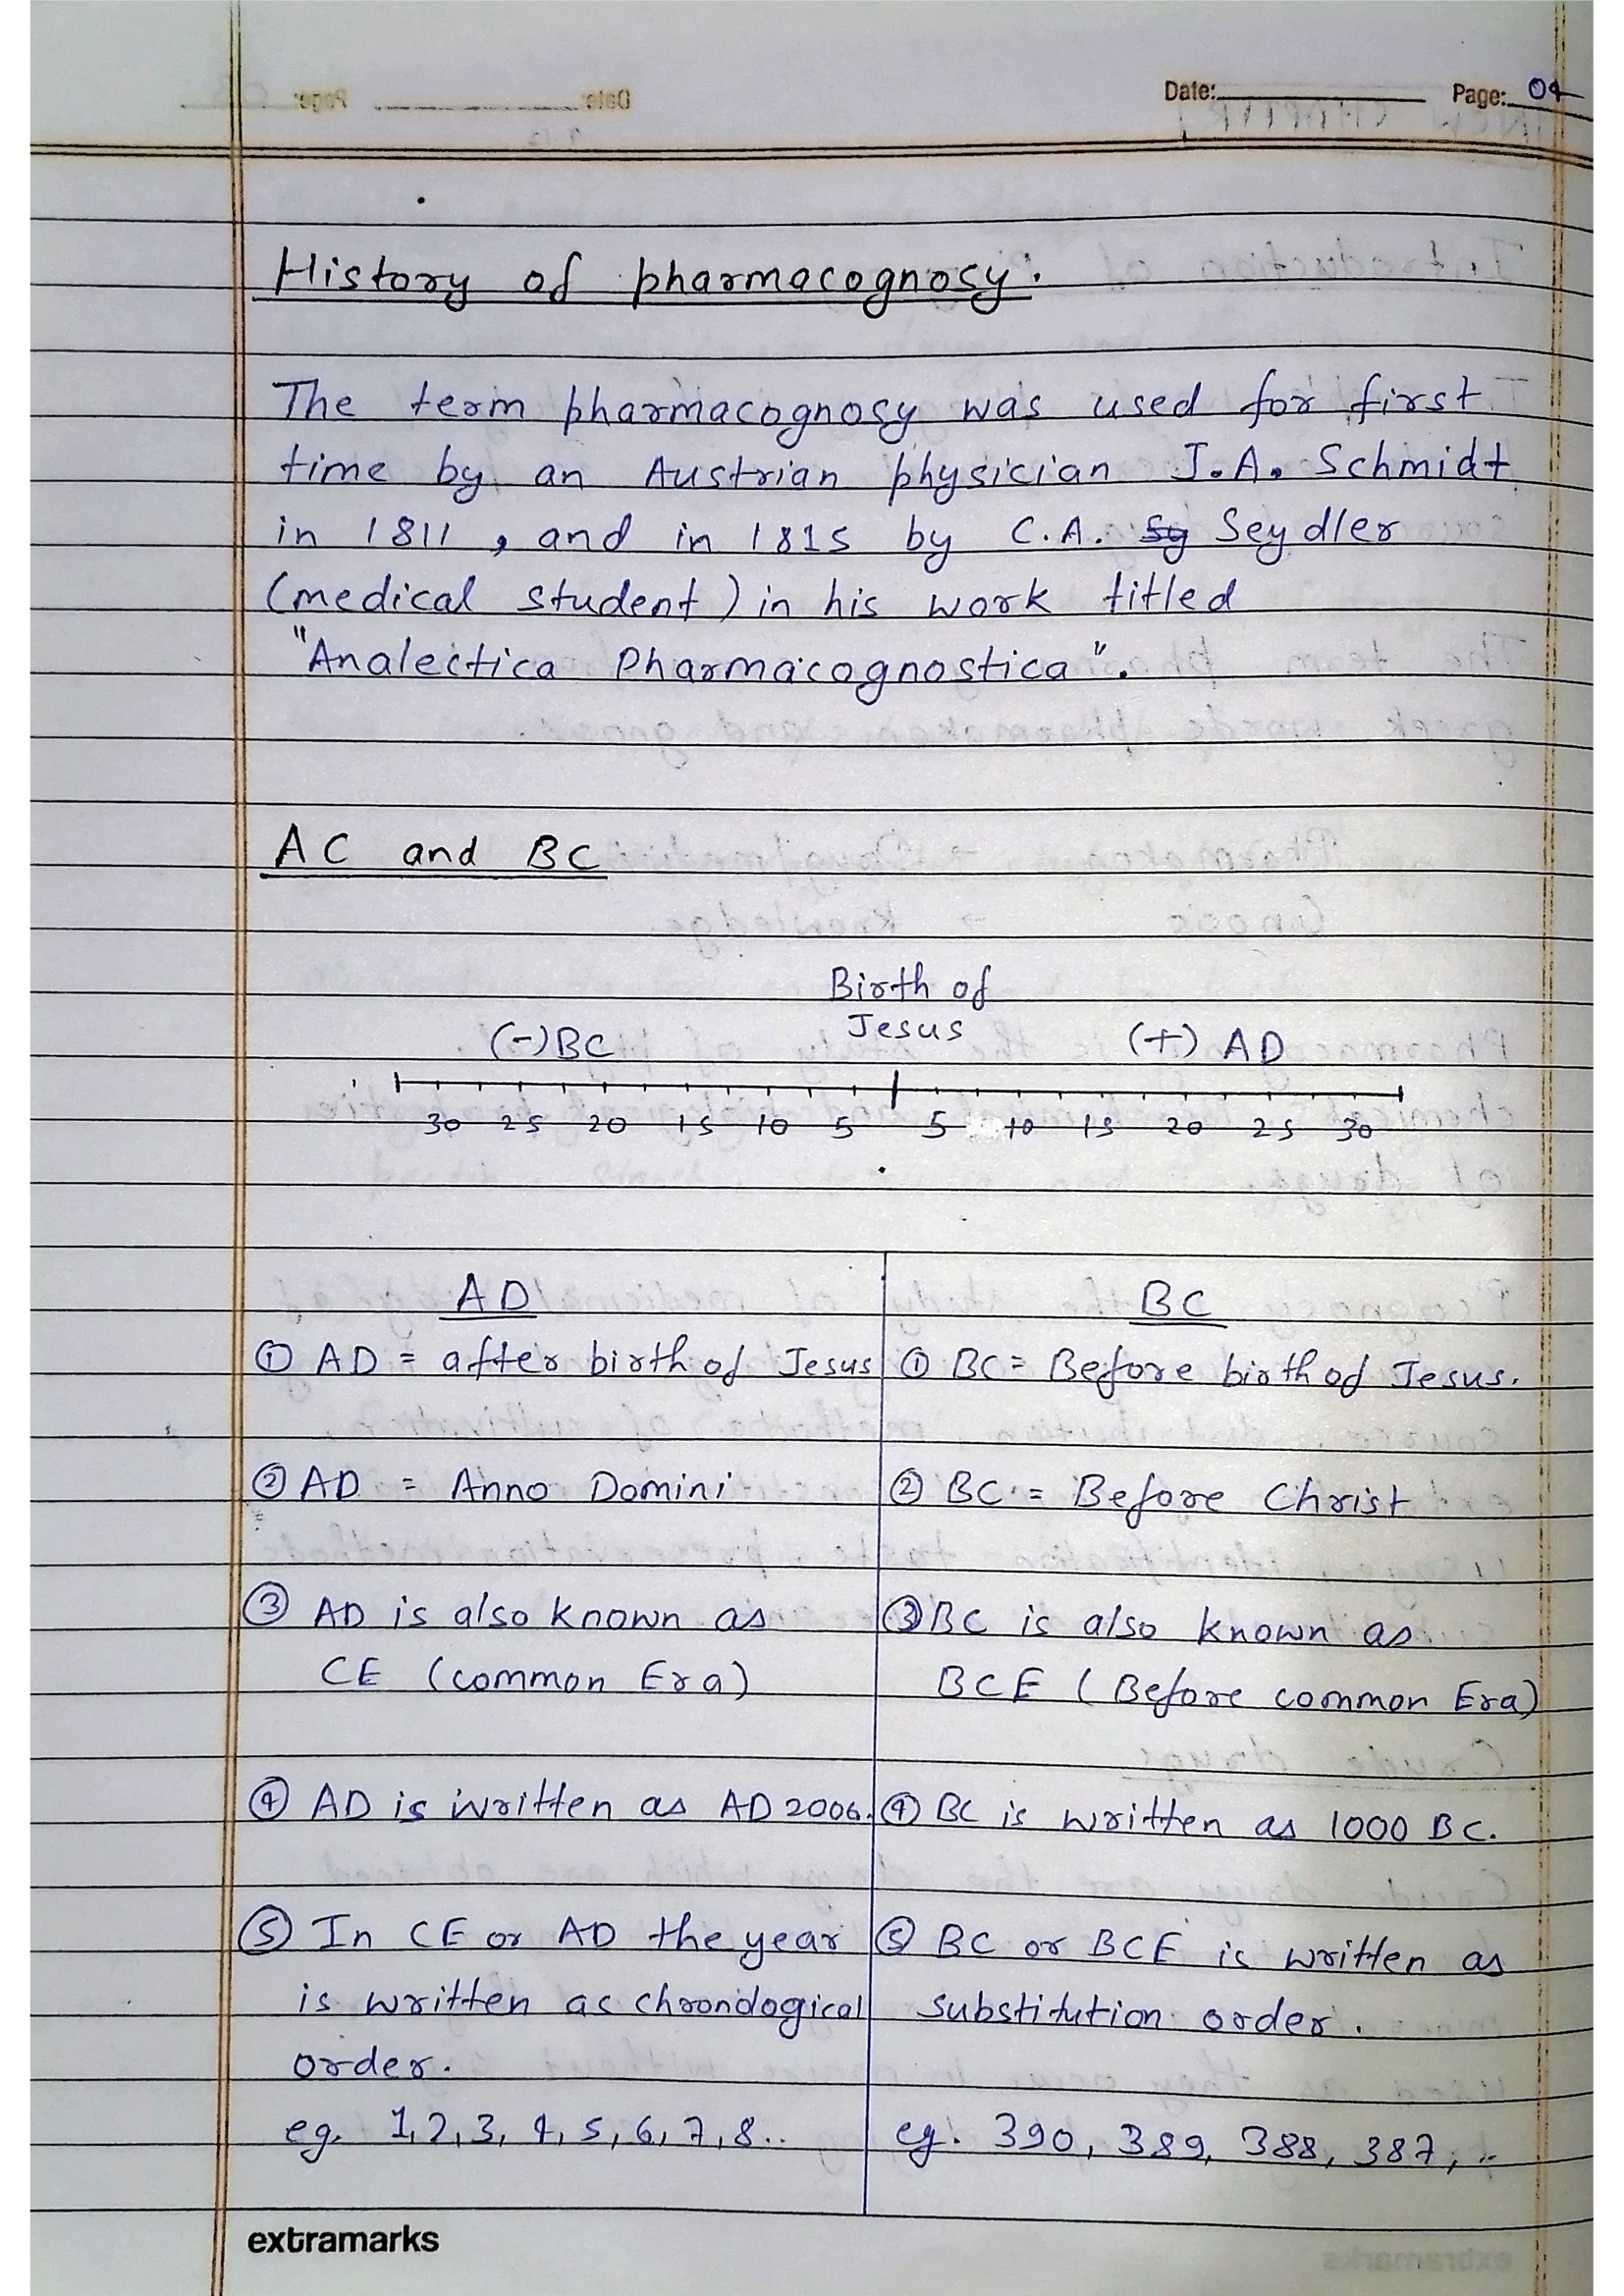 Date: Page: 04
History of pharmacognosy.
The term pharmacognosy was used for first
time by an Austrian physician J.A. Schmidt
in 1811, and in 1815 by C.A. Sy Seydler
(medical student) in his work titled
"Analectica Pharmacognostica".
AC and BC
Birth of
Jesus
(-) BC
(+) AD
30 25 20 15 10 5 5 10 15 20 25 30
AD
① AD = after birth of Jesus
② AD = Anno Domini
③ AD is also known as
CE (common Era)
④ AD is written as AD 2006.
⑤ In CE or AD the year
is written as chronological
order.
eg. 1, 2, 3, 4, 5, 6, 7, 8..
BC
① BC = Before birth of Jesus.
② BC = Before Christ
③ BC is also known as
BCE (Before common Era)
④ BC is written as 1000 BC.
⑤ BC or BCE is written as
substitution order.
eg. 390, 389, 388, 387, ..
extramarks